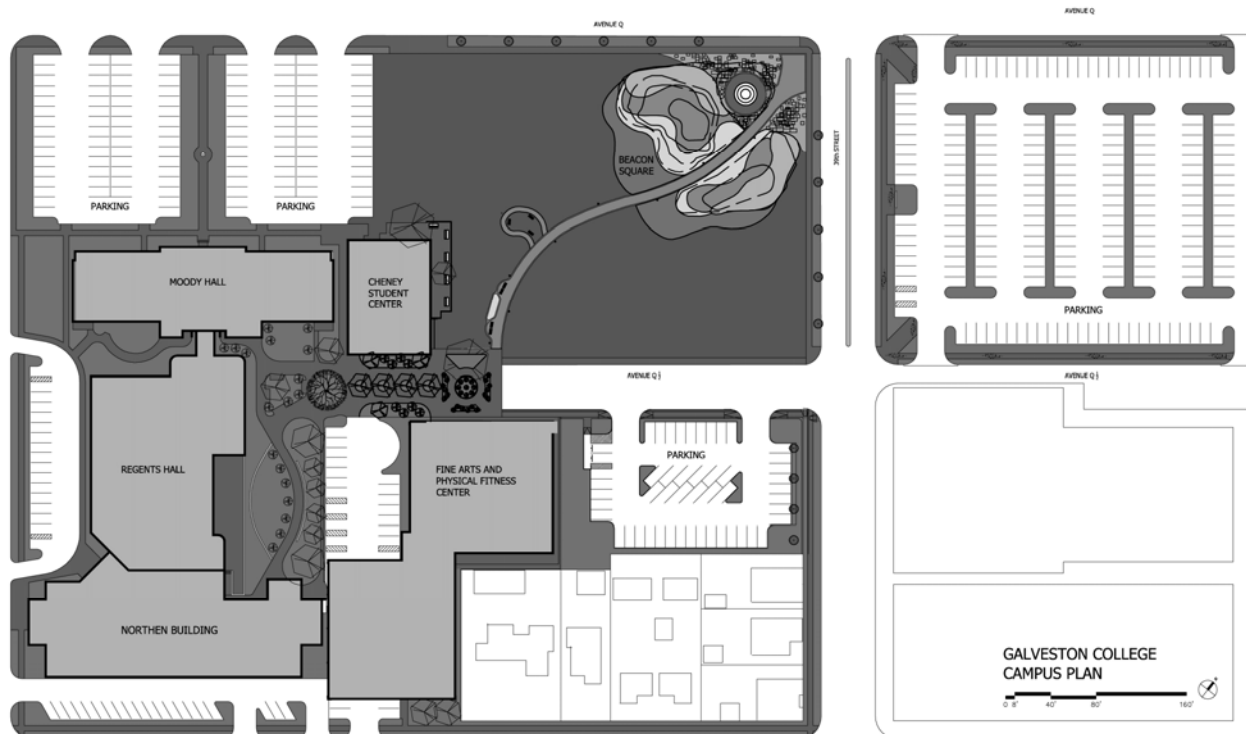 AVENUE Q
AVENUE Q
39th STREET
BEACON
SQUARE
PARKING
PARKING
MOODY HALL
CHENEY
STUDENT
CENTER
PARKING
AVENUE Q ½
AVENUE Q ½
REGENTS HALL
FINE ARTS AND
PHYSICAL FITNESS
CENTER
PARKING
NORTHEN BUILDING
GALVESTON COLLEGE
CAMPUS PLAN
0 8' 40' 80' 160'